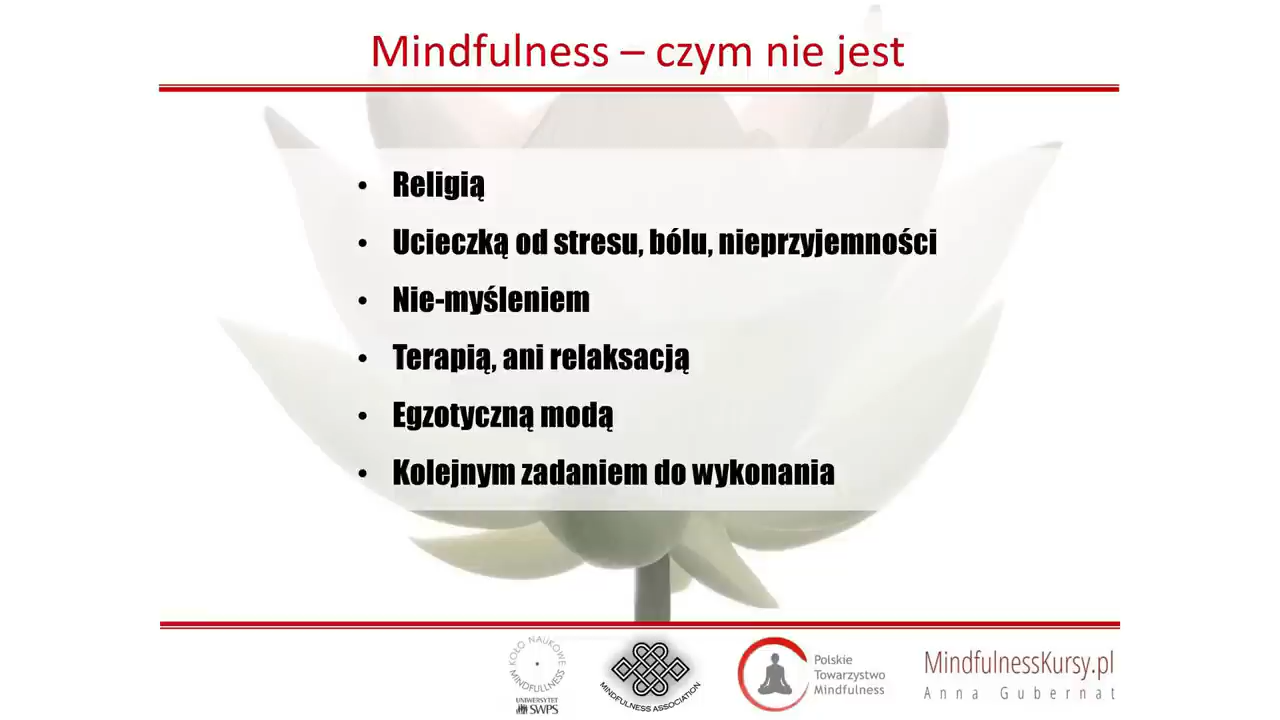 Mindfulness – czym nie jest
• Religią
• Ucieczką od stresu, bólu, nieprzyjemności
• Nie-myśleniem
• Terapią, ani relaksacją
• Egzotyczną modą
• Kolejnym zadaniem do wykonania
KOŁO NAUKOWE
MINDFULLNESS
UNIWERSYTET
SWPS
MINDFULNESS ASSOCIATION
Polskie
Towarzystwo
Mindfulness
MindfulnessKursy.pl
Anna Gubernat